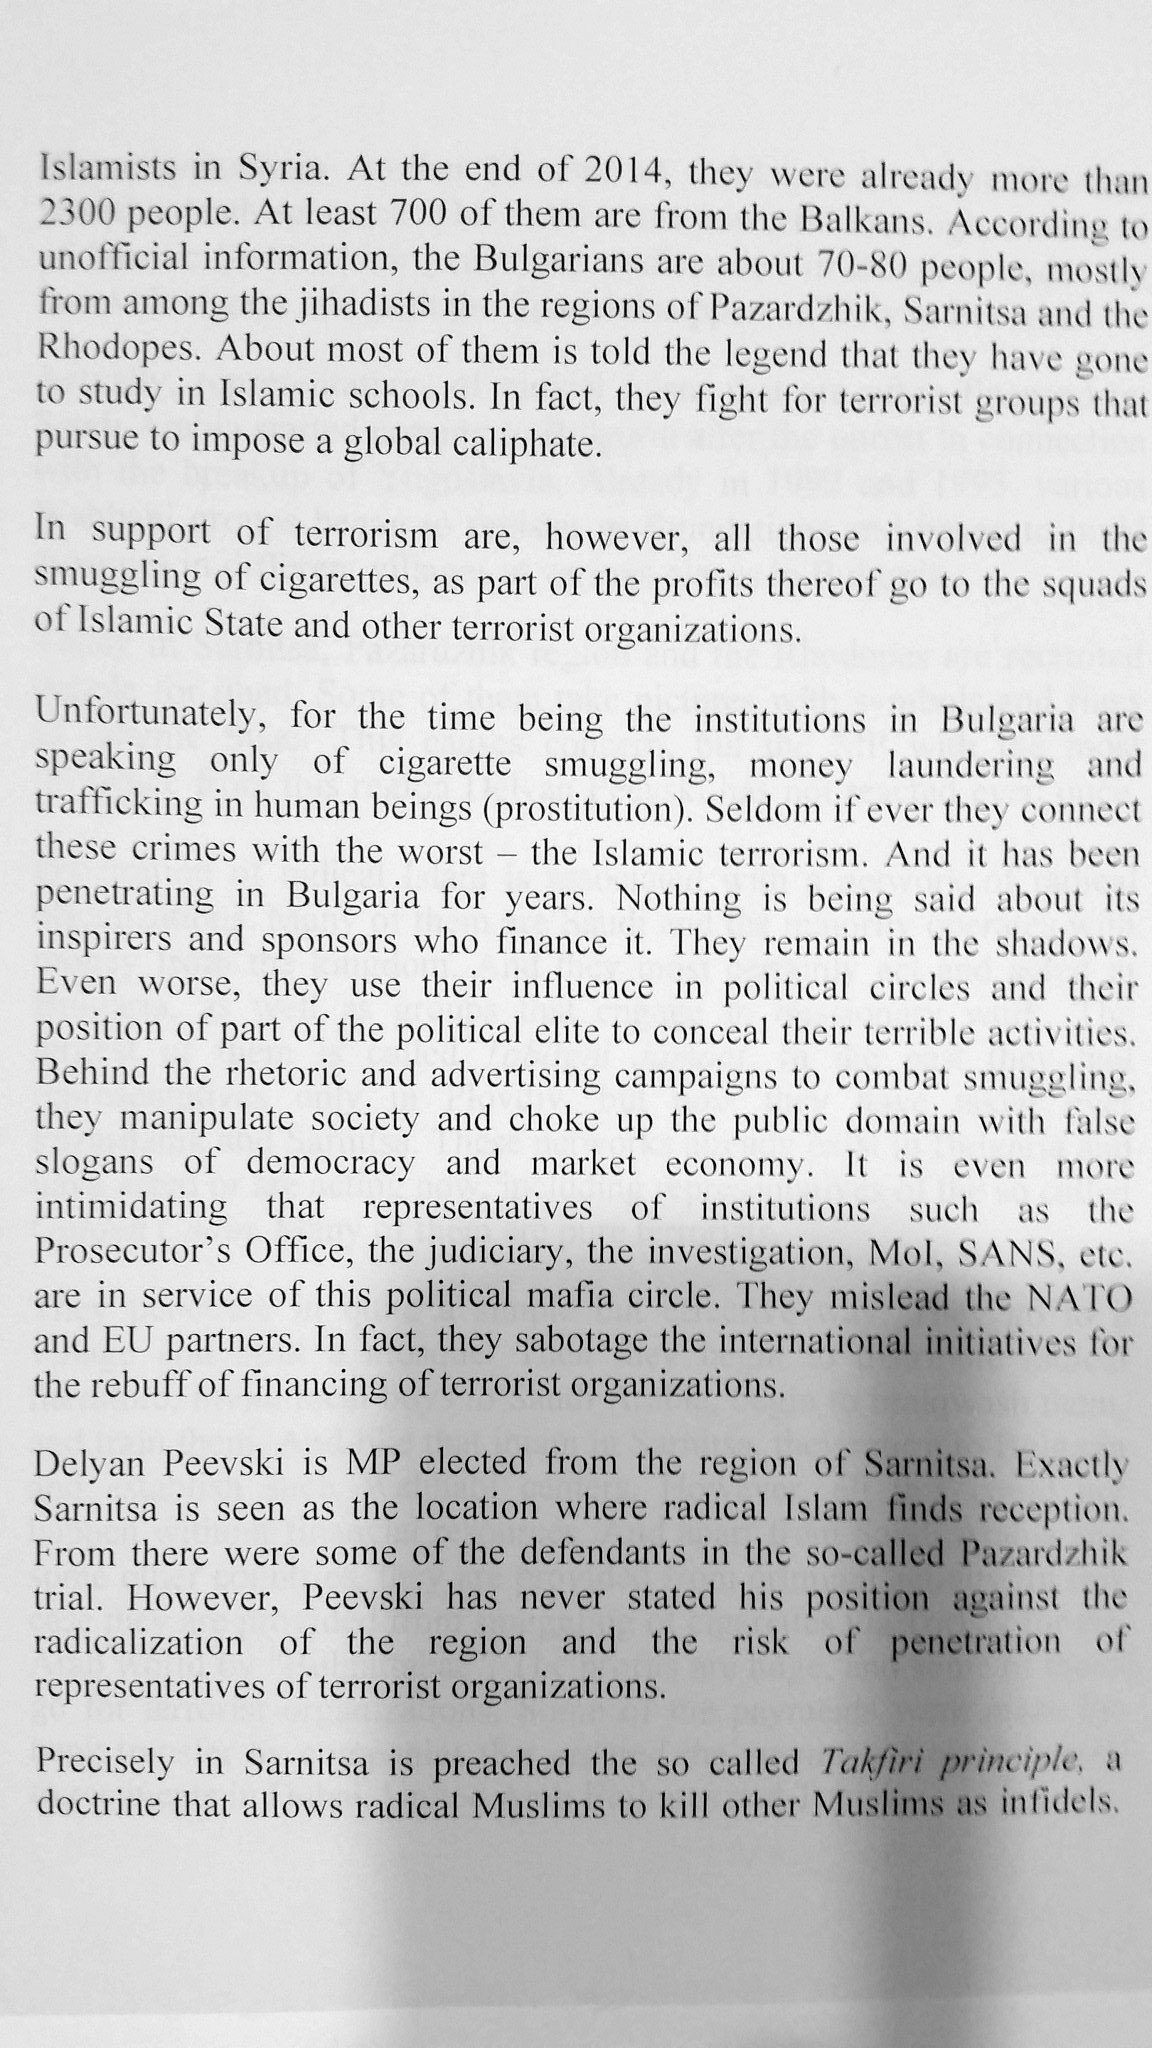 Islamists in Syria. At the end of 2014, they were already more than
2300 people. At least 700 of them are from the Balkans. According to
unofficial information, the Bulgarians are about 70-80 people, mostly
from among the jihadists in the regions of Pazardzhik, Sarnitsa and the
Rhodopes. About most of them is told the legend that they have gone
to study in Islamic schools. In fact, they fight for terrorist groups that
pursue to impose a global caliphate.
In support of terrorism are, however, all those involved in the
smuggling of cigarettes, as part of the profits thereof go to the squads
of Islamic State and other terrorist organizations.
Unfortunately, for the time being the institutions in Bulgaria are
speaking only of cigarette smuggling, money laundering and
trafficking in human beings (prostitution). Seldom if ever they connect
these crimes with the worst – the Islamic terrorism. And it has been
penetrating in Bulgaria for years. Nothing is being said about its
inspirers and sponsors who finance it. They remain in the shadows.
Even worse, they use their influence in political circles and their
position of part of the political elite to conceal their terrible activities.
Behind the rhetoric and advertising campaigns to combat smuggling,
they manipulate society and choke up the public domain with false
slogans of democracy and market economy. It is even more
intimidating that representatives of institutions such as the
Prosecutor’s Office, the judiciary, the investigation, MoI, SANS, etc.
are in service of this political mafia circle. They mislead the NATO
and EU partners. In fact, they sabotage the international initiatives for
the rebuff of financing of terrorist organizations.
Delyan Peevski is MP elected from the region of Sarnitsa. Exactly
Sarnitsa is seen as the location where radical Islam finds reception.
From there were some of the defendants in the so-called Pazardzhik
trial. However, Peevski has never stated his position against the
radicalization of the region and the risk of penetration of
representatives of terrorist organizations.
Precisely in Sarnitsa is preached the so called Takfiri principle, a
doctrine that allows radical Muslims to kill other Muslims as infidels.